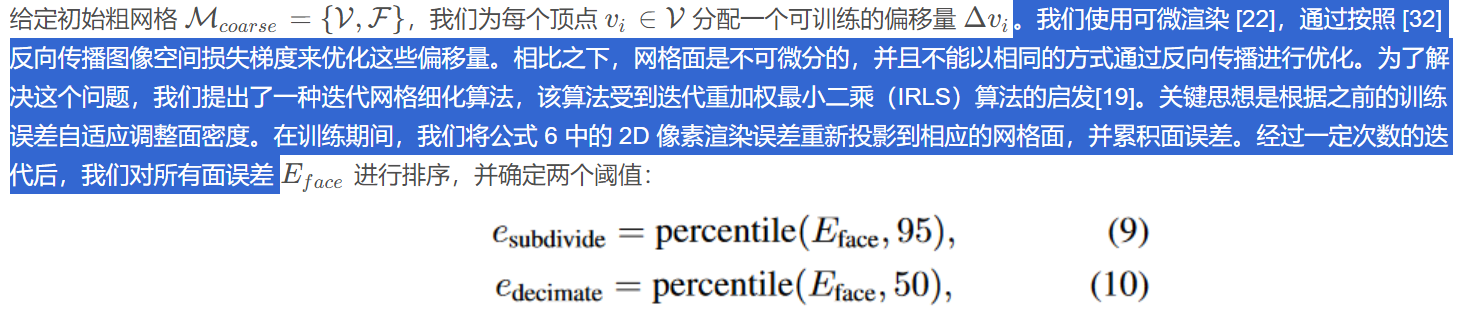 给定初始粗网格 $\mathcal{M}_{coarse} = \{\mathcal{V}, \mathcal{F}\}$，我们为每个顶点 $v_i \in \mathcal{V}$ 分配一个可训练的偏移量 $\Delta v_i$。我们使用可微渲染 [22]，通过按照 [32]
反向传播图像空间损失梯度来优化这些偏移量。相比之下，网格面是不可微分的，并且不能以相同的方式通过反向传播进行优化。为了解
决这个问题，我们提出了一种迭代网格细化算法，该算法受到迭代重加权最小二乘（IRLS）算法的启发[19]。关键思想是根据之前的训练
误差自适应调整面密度。在训练期间，我们将公式 6 中的 2D 像素渲染误差重新投影到相应的网格面，并累积面误差。经过一定次数的迭
代后，我们对所有面误差 $E_{face}$ 进行排序，并确定两个阈值：
$e_{\text{subdivide}} = \text{percentile}(E_{\text{face}}, 95),$ (9)
$e_{\text{decimate}} = \text{percentile}(E_{\text{face}}, 50),$ (10)